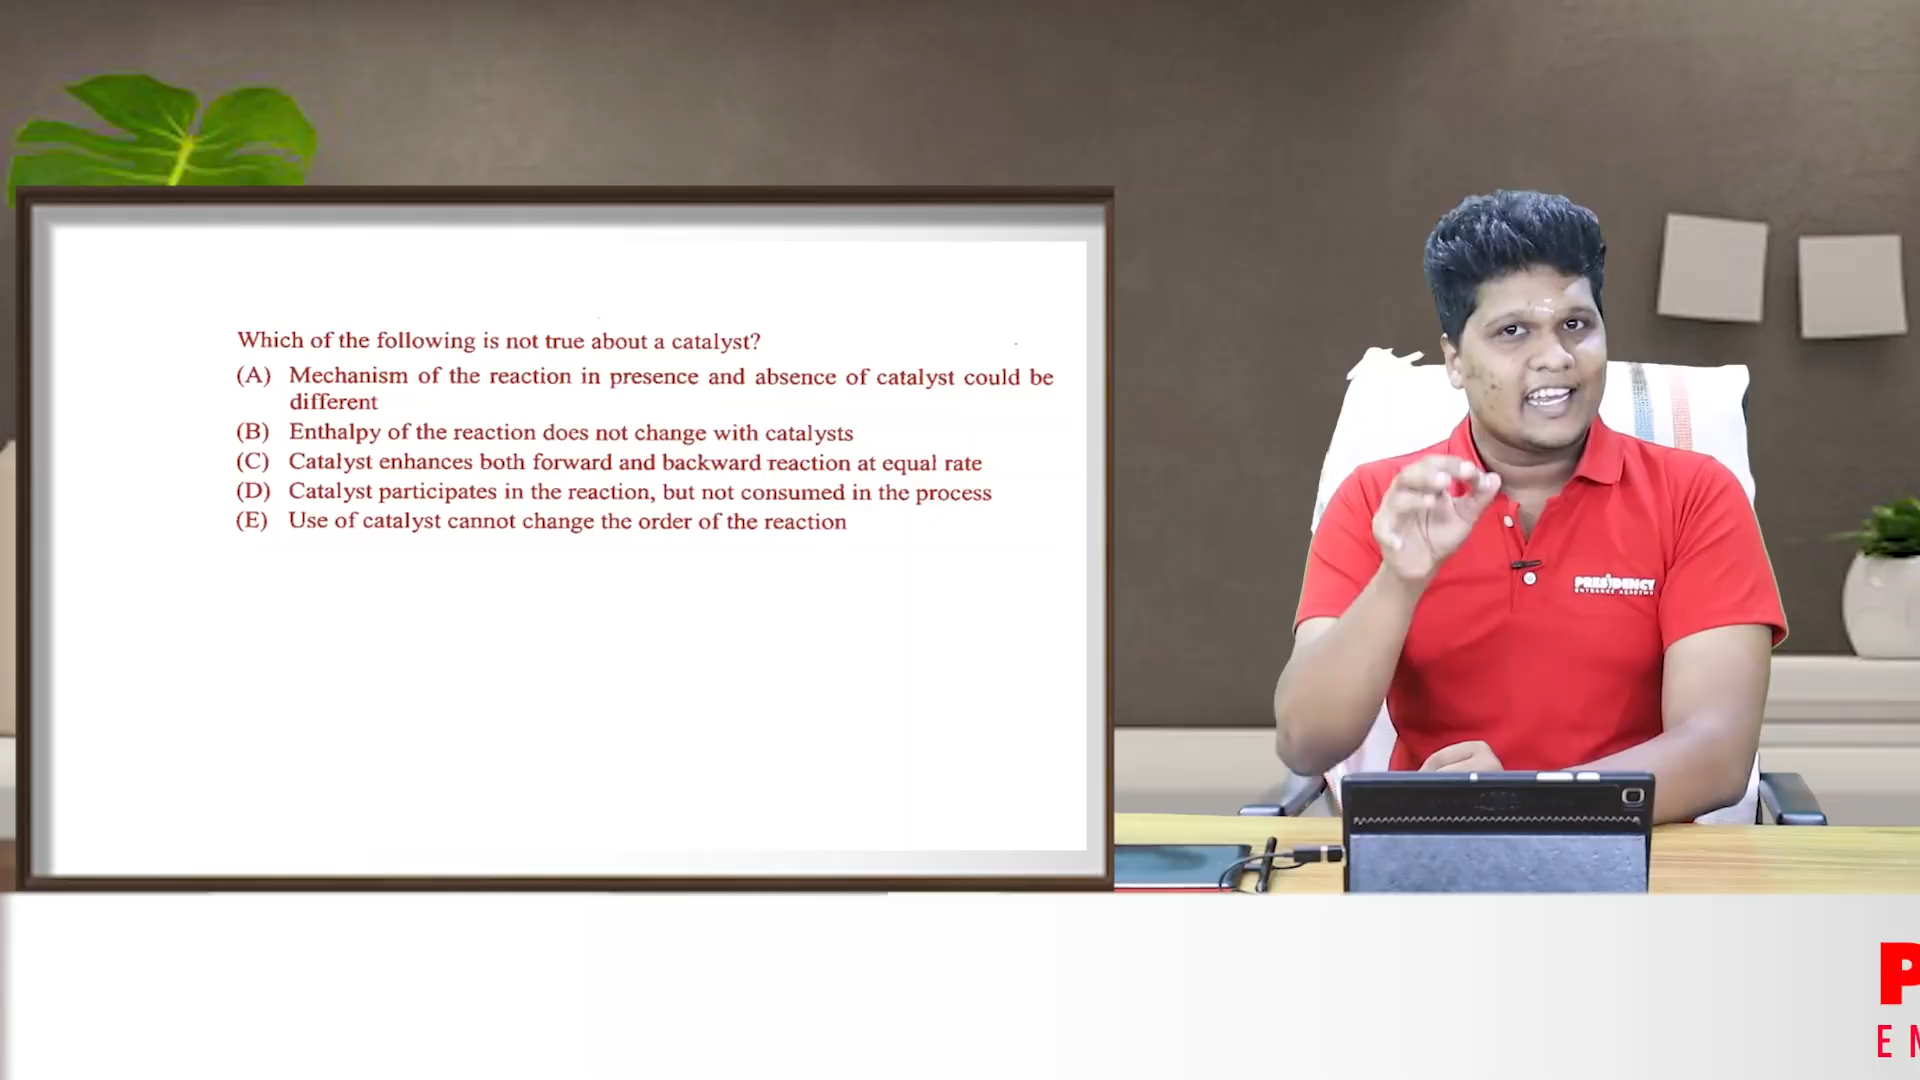 Which of the following is not true about a catalyst?
(A) Mechanism of the reaction in presence and absence of catalyst could be
different
(B) Enthalpy of the reaction does not change with catalysts
(C) Catalyst enhances both forward and backward reaction at equal rate
(D) Catalyst participates in the reaction, but not consumed in the process
(E) Use of catalyst cannot change the order of the reaction
PRESIDENCY
ENTRANCE ACADEMY
P
E